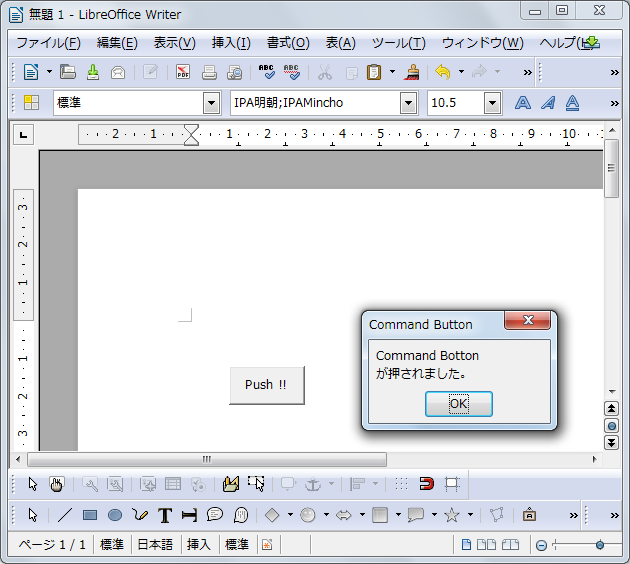 無題 1 - LibreOffice Writer
ファイル(F) 編集(E) 表示(V) 挿入(I) 書式(O) 表(A) ツール(T) ウィンドウ(W) ヘルプ(H)
PDF ABC ABC
標準 IPA明朝;IPAMincho 10.5 A A A
2 1 1 2 3 4 5 6 7 8 9 10
3
2
1
1
2
3
Command Button
Command Botton
が押されました。
OK
Push !!
T
ページ 1 / 1 標準 日本語 挿入 標準